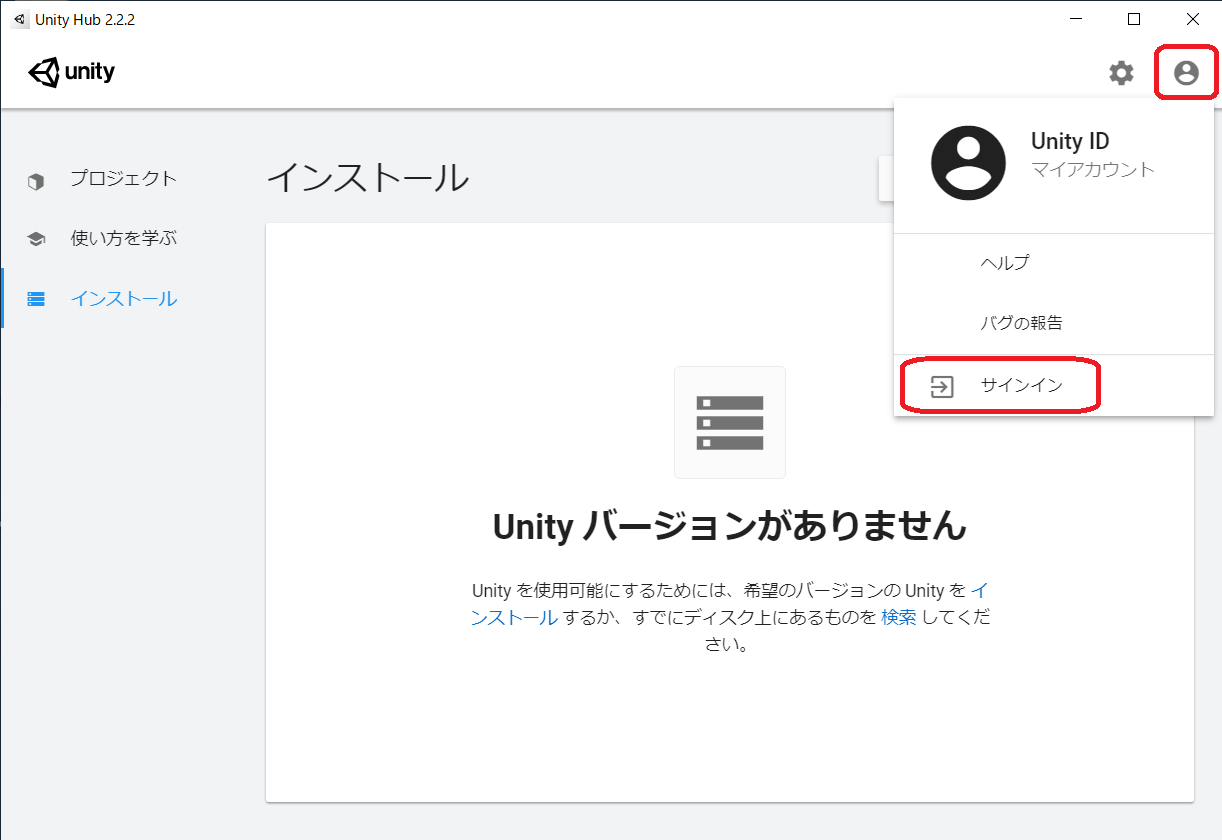 Unity Hub 2.2.2
unity
プロジェクト
使い方を学ぶ
インストール
インストール
Unity ID
マイアカウント
ヘルプ
バグの報告
サインイン
Unity バージョンがありません
Unity を使用可能にするためには、希望のバージョンの Unity を イ
ンストール するか、すでにディスク上にあるものを 検索 してくだ
さい。